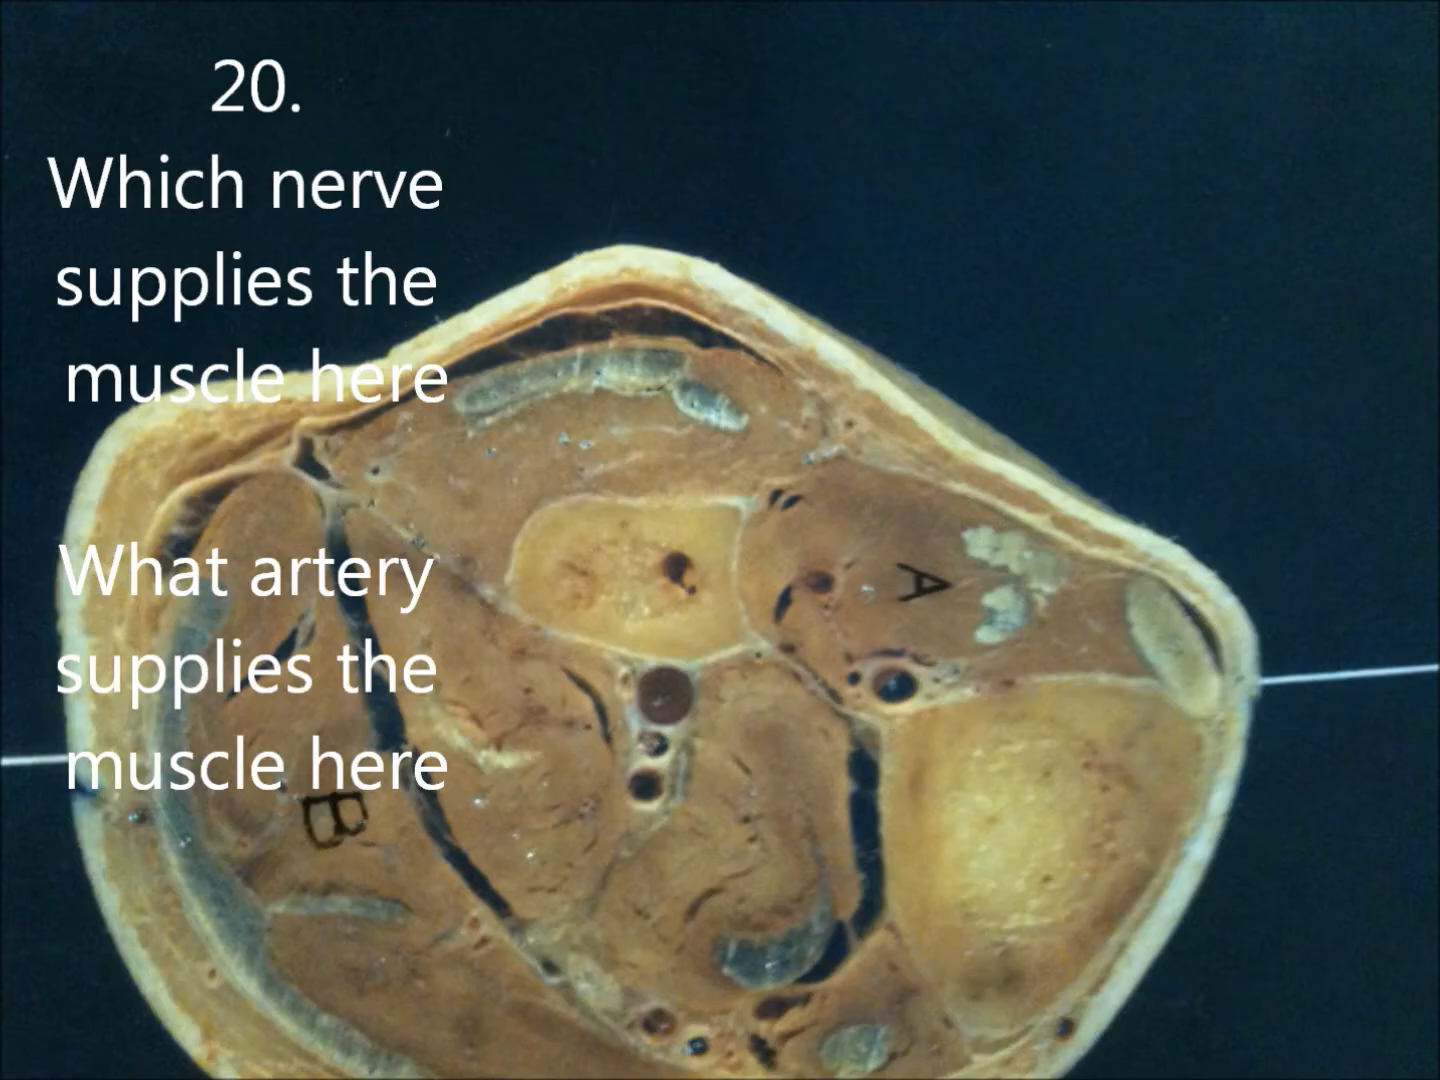 20.
Which nerve
supplies the
muscle here
What artery
supplies the
muscle here
A
B